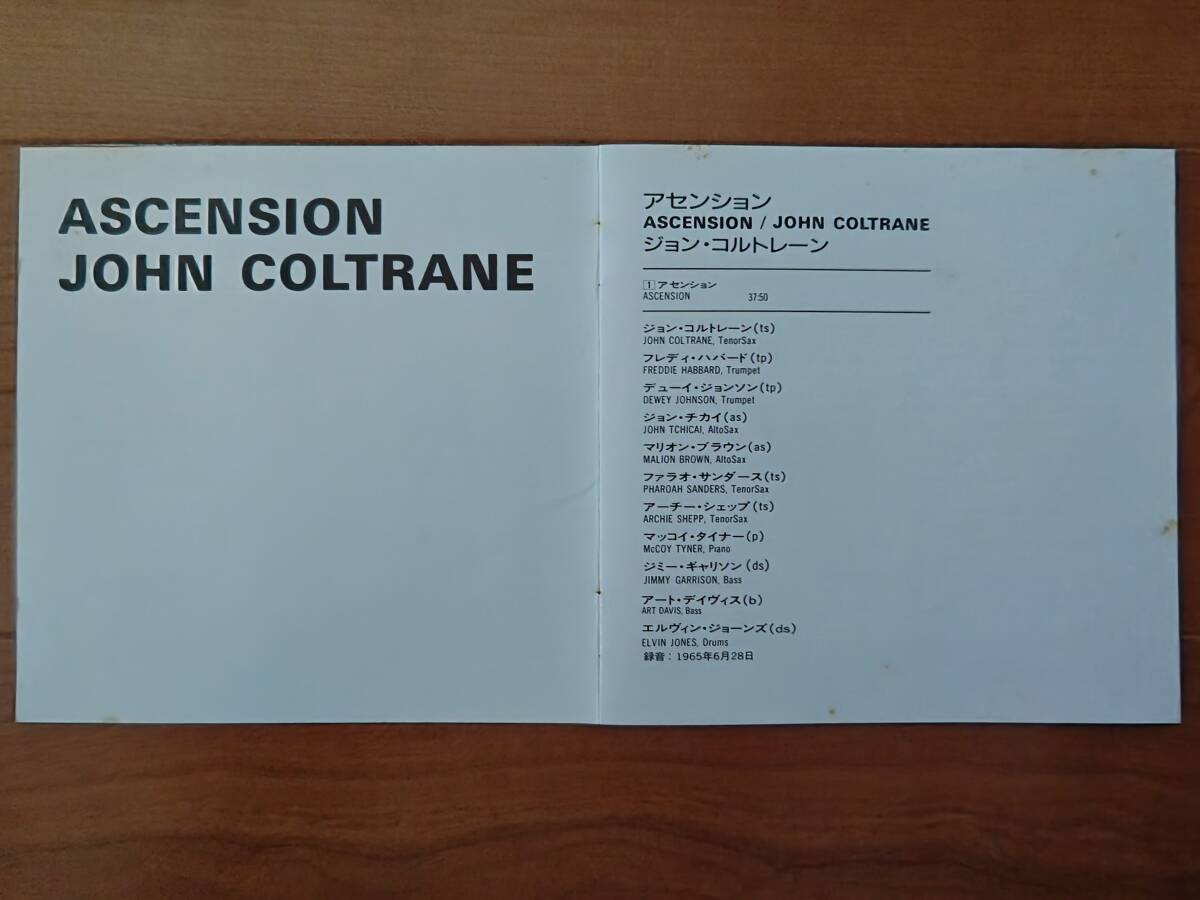 ASCENSION
JOHN COLTRANE
アセンション
ASCENSION / JOHN COLTRANE
ジョン・コルトレーン
1 アセンション
ASCENSION 37:50
ジョン・コルトレーン(ts)
JOHN COLTRANE, TenorSax
フレディ・ハバード(tp)
FREDDIE HABBARD, Trumpet
デューイ・ジョンソン(tp)
DEWEY JOHNSON, Trumpet
ジョン・チカイ(as)
JOHN TCHICAI, AltoSax
マリオン・ブラウン(as)
MALION BROWN, AltoSax
ファラオ・サンダース(ts)
PHAROAH SANDERS, TenorSax
アーチー・シェップ(ts)
ARCHIE SHEPP, TenorSax
マッコイ・タイナー(p)
McCOY TYNER, Piano
ジミー・ギャリソン(ds)
JIMMY GARRISON, Bass
アート・デイヴィス(b)
ART DAVIS, Bass
エルヴィン・ジョーンズ(ds)
ELVIN JONES, Drums
録音：1965年6月28日